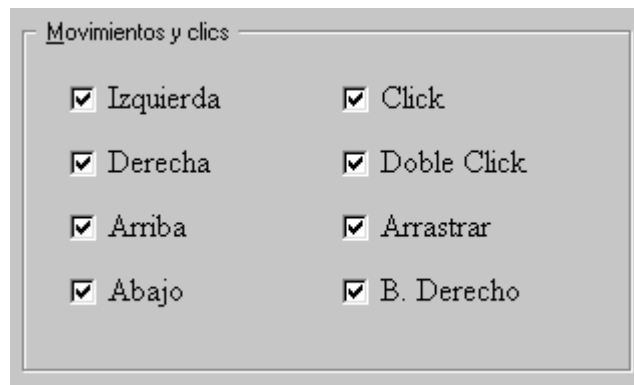 Movimientos y clics
Izquierda
Click
Derecha
Doble Click
Arriba
Arrastrar
Abajo
B. Derecho